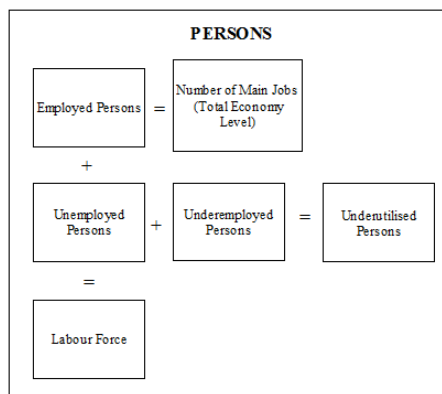 PERSONS
Employed Persons
=
Number of Main Jobs
(Total Economy
Level)
+
Unemployed
Persons
+
Underemployed
Persons
=
Underutilised
Persons
=
Labour Force